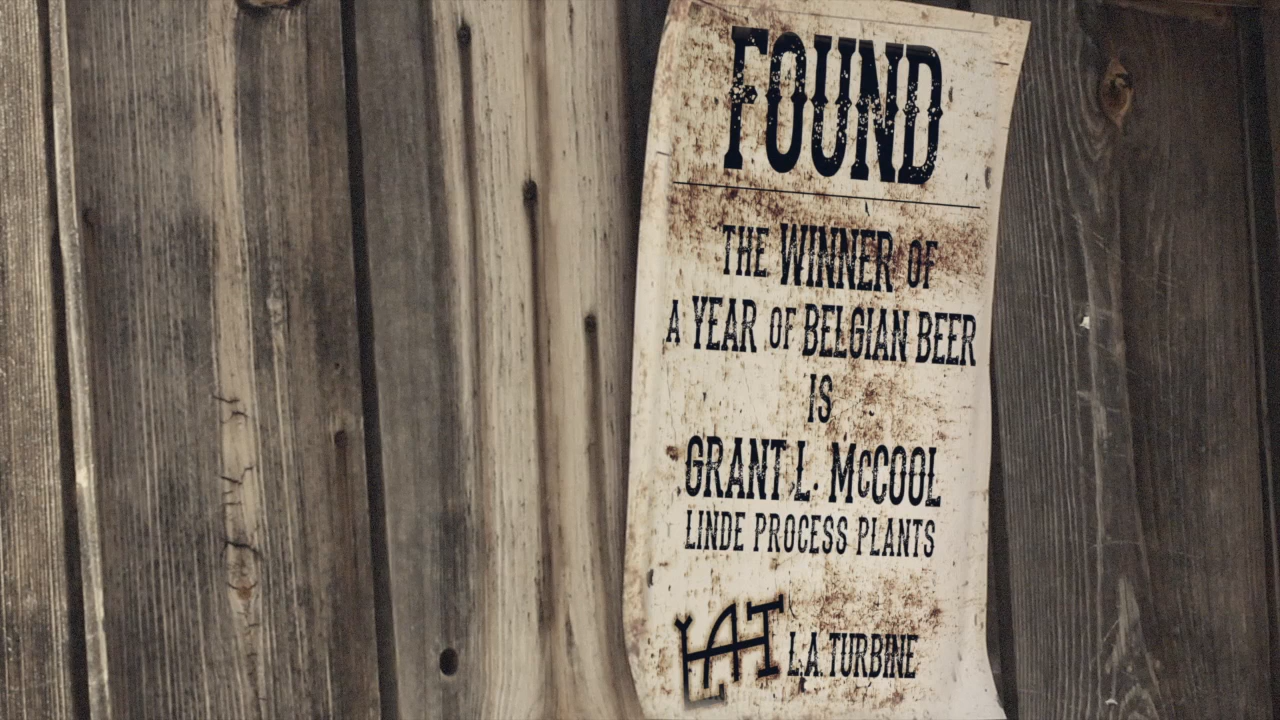 FOUND
THE WINNER OF
A YEAR OF BELGIAN BEER
IS
GRANT L. McCOOL
LINDE PROCESS PLANTS
LAT L.A. TURBINE